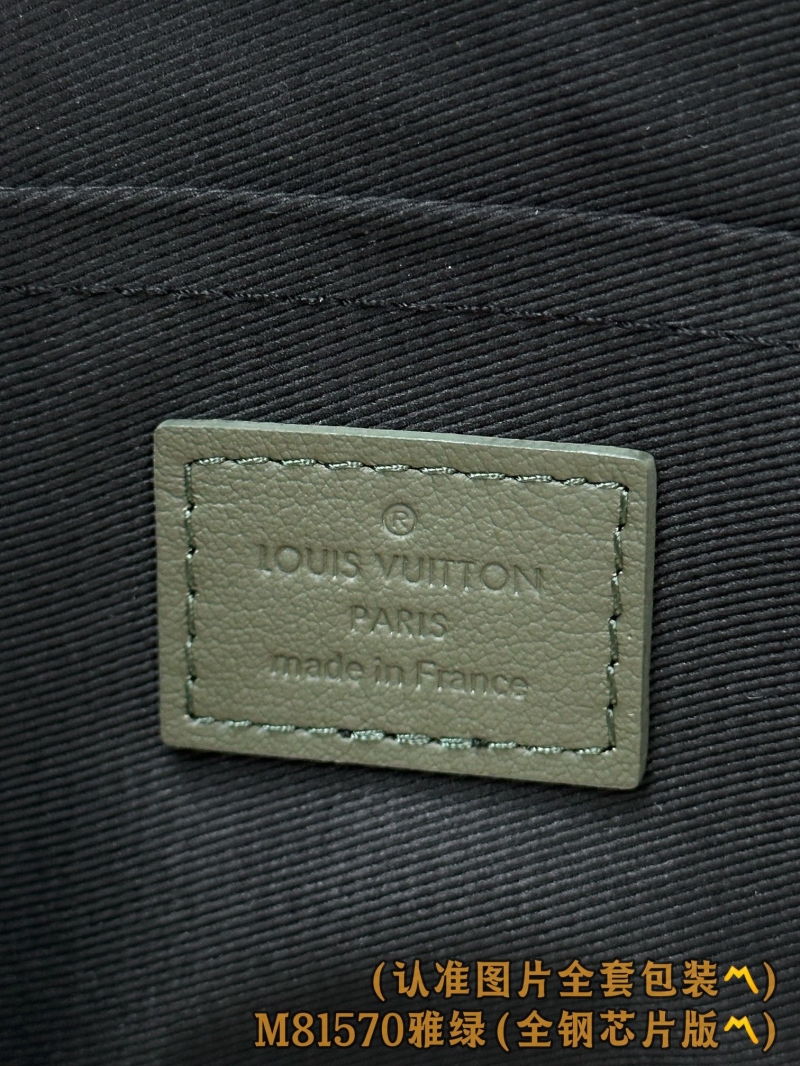 ®
LOUIS VUITTON
PARIS
made in France
(认准图片全套包装〽)
M81570雅绿(全钢芯片版〽)